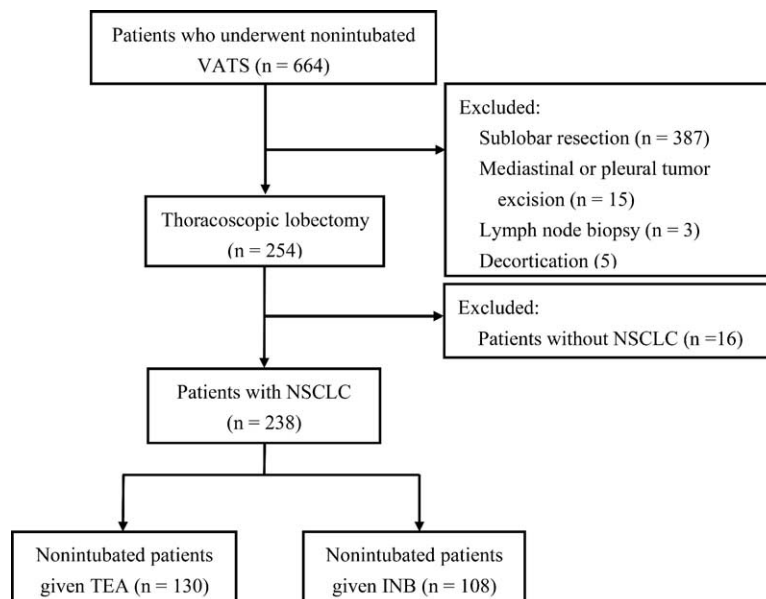 Patients who underwent nonintubated
VATS (n = 664)
Excluded:
Sublobar resection (n = 387)
Mediastinal or pleural tumor
excision (n = 15)
Lymph node biopsy (n = 3)
Decortication (5)
Thoracoscopic lobectomy
(n = 254)
Excluded:
Patients without NSCLC (n =16)
Patients with NSCLC
(n = 238)
Nonintubated patients
given TEA (n = 130)
Nonintubated patients
given INB (n = 108)